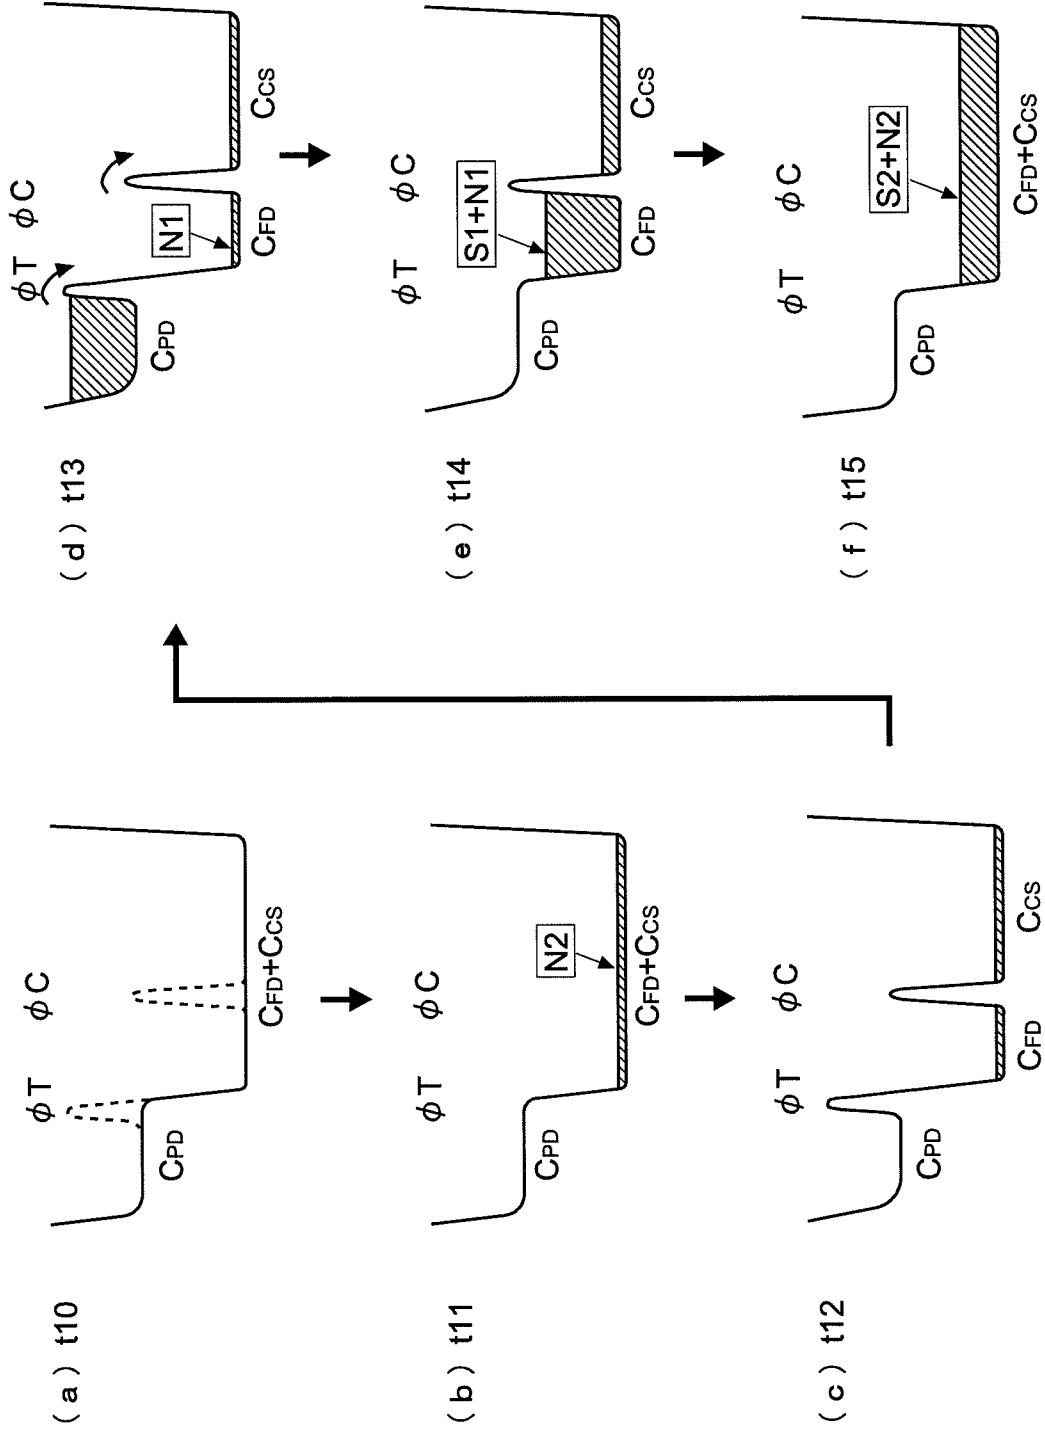 ( a ) t10
φT φC
CPD
CFD+CCS
( b ) t11
φT φC
N2
CPD
CFD+CCS
( c ) t12
φT φC
CPD
CFD
CCS
( d ) t13
φT φC
N1
CPD
CFD
CCS
( e ) t14
φT φC
S1+N1
CPD
CFD
CCS
( f ) t15
φT φC
S2+N2
CPD
CFD+CCS